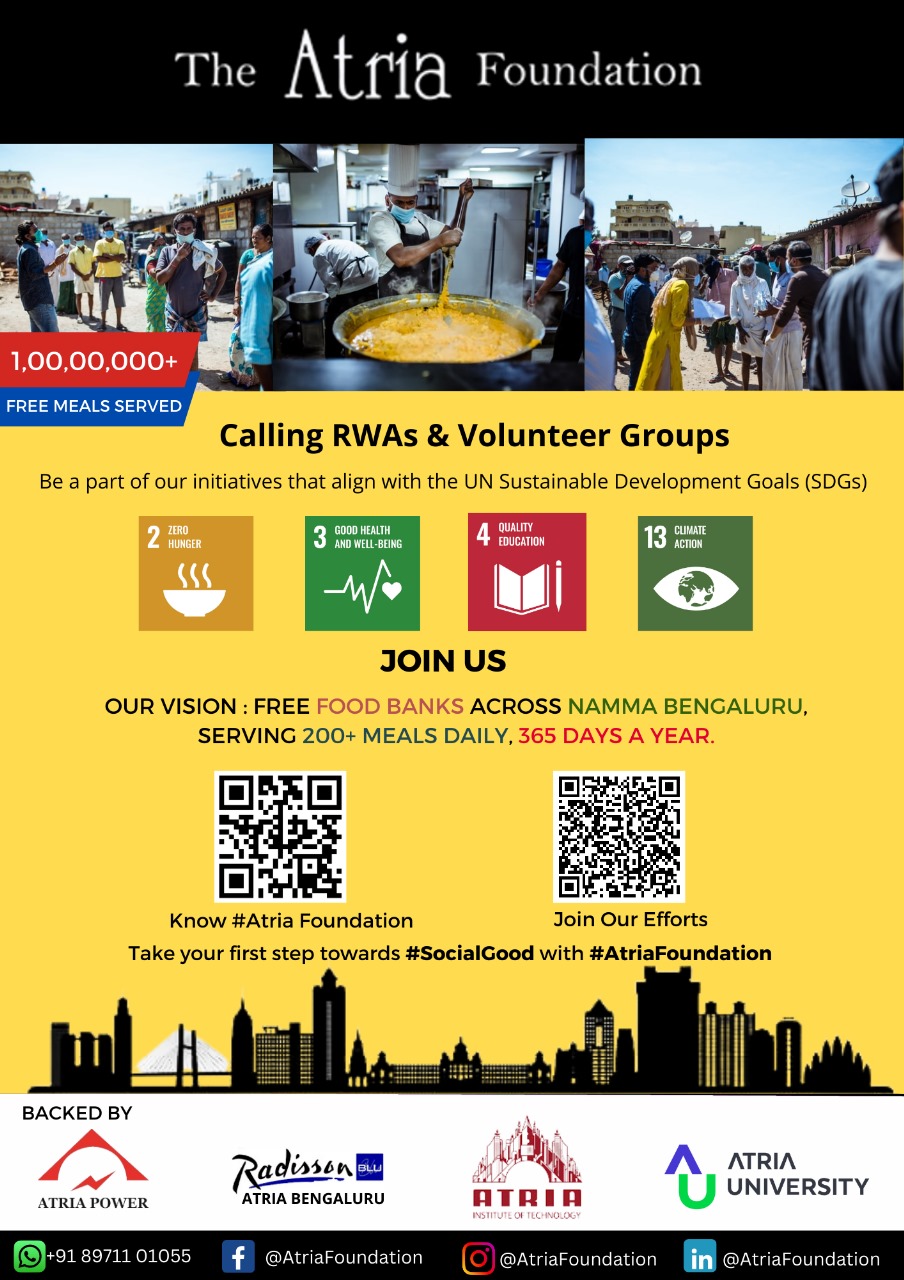 The Atria Foundation
1,00,00,000+
FREE MEALS SERVED
Calling RWAs & Volunteer Groups
Be a part of our initiatives that align with the UN Sustainable Development Goals (SDGs)
2 ZERO
HUNGER
3 GOOD HEALTH
AND WELL-BEING
4 QUALITY
EDUCATION
13 CLIMATE
ACTION
JOIN US
OUR VISION : FREE FOOD BANKS ACROSS NAMMA BENGALURU,
SERVING 200+ MEALS DAILY, 365 DAYS A YEAR.
Know #Atria Foundation
Join Our Efforts
Take your first step towards #SocialGood with #AtriaFoundation
BACKED BY
ATRIA POWER
Radisson BLU
ATRIA BENGALURU
ATRIA
INSTITUTE OF TECHNOLOGY
ATRIA
UNIVERSITY
+91 89711 01055
@AtriaFoundation
@AtriaFoundation
in @AtriaFoundation